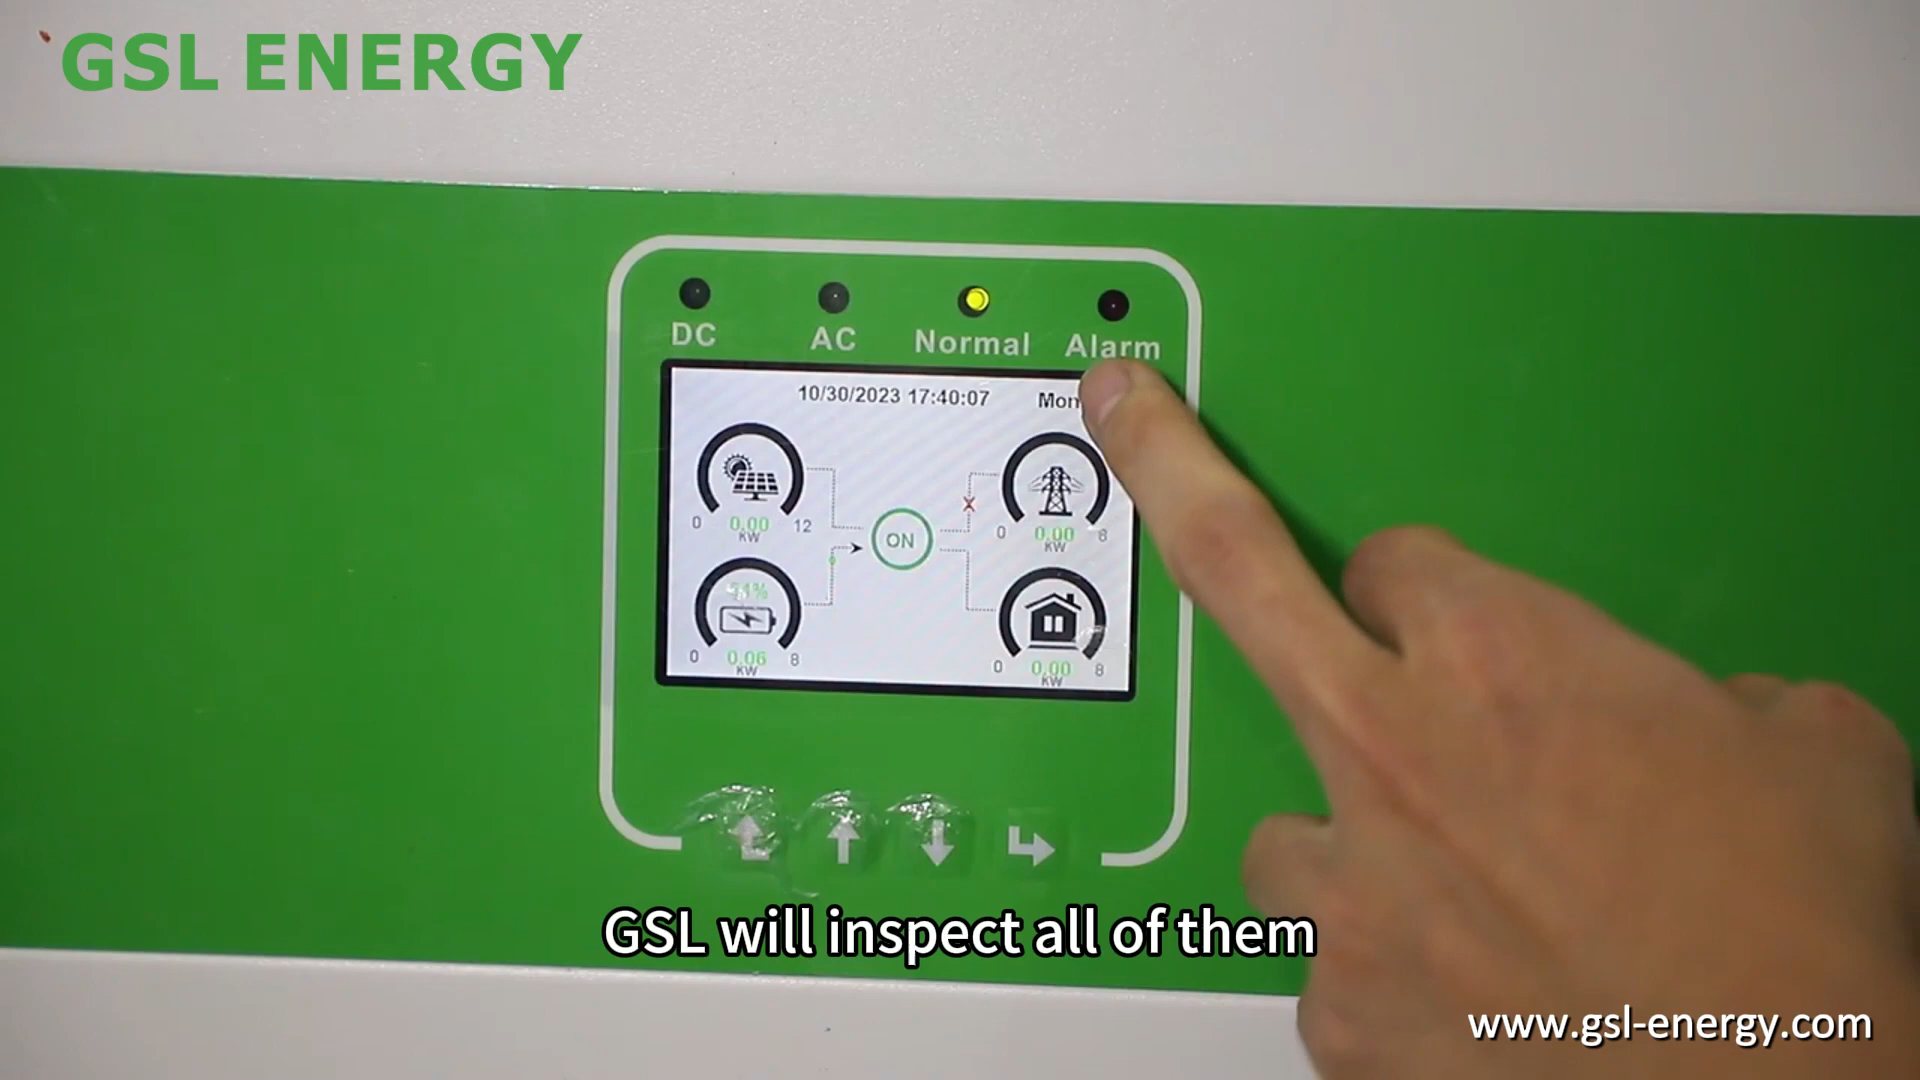 GSL ENERGY
DC AC Normal Alarm
10/30/2023 17:40:07 Mon
0 0.00 12
KW
0 0.00 8
KW
ON
54%
0 0.06 8
KW
0 0.00 8
KW
GSL will inspect all of them
www.gsl-energy.com